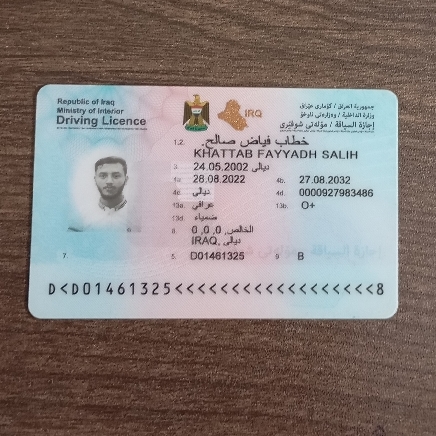 Republic of Iraq
Ministry of Interior
Driving Licence
IRQ
جمهورية العراق / كۆماری عێراق
وزارة الداخلية / وەزارەتی ناوخۆ
إجازة السياقة / مۆڵەتی شوفێری
1.2. خطاب فياض صالح
KHATTAB FAYYADH SALIH
3. 24.05.2002 ديالى
4a. 28.08.2022 4b. 27.08.2032
4c. ديالى 4d. 0000927983486
13a. عراقي 13b. O+
13d. ضمياء
8. الخالص, 0, 0, 0
IRAQ, ديالى
7. 5. D01461325 9. B
D<D01461325<<<<<<<<<<<<<<<<<<8